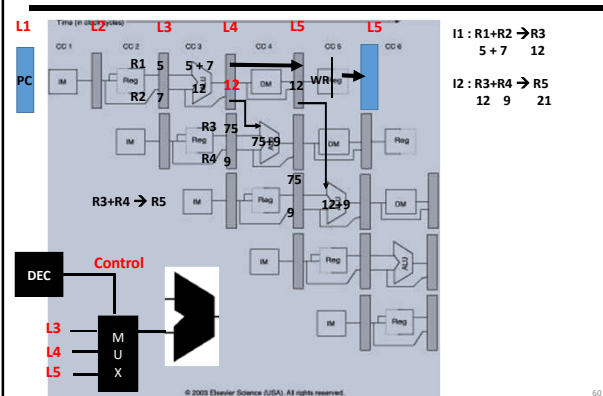 Time (in clock cycles)
L1 L2 L3 L4 L5 L5
CC 1 CC 2 CC 3 CC 4 CC 5 CC 6
I1 : R1+R2 → R3
5 + 7 12
I2 : R3+R4 → R5
12 9 21
PC IM Reg R1 5 5 + 7 ALU 12 R2 7 12 DM 12 WR Reg
IM Reg R3 75 R4 9 75+9 ALU DM Reg
R3+R4 → R5 IM Reg 75 9 12+9 ALU DM
IM Reg ALU
IM Reg
DEC Control
L3
L4
L5
M
U
X
© 2003 Elsevier Science (USA). All rights reserved.
60